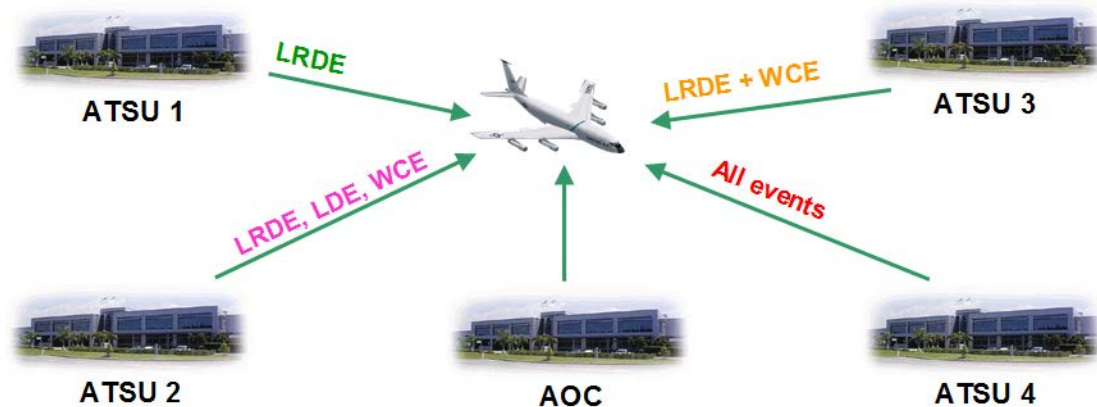 LRDE
LRDE + WCE
ATSU 1
ATSU 3
All events
LRDE, LDE, WCE
ATSU 2
AOC
ATSU 4